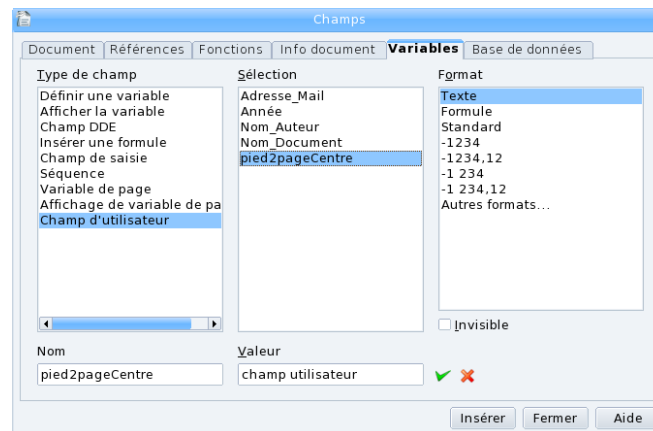 Champs
Document Références Fonctions Info document Variables Base de données
Type de champ
Définir une variable
Afficher la variable
Champ DDE
Insérer une formule
Champ de saisie
Séquence
Variable de page
Affichage de variable de pa
Champ d'utilisateur
Sélection
Adresse_Mail
Année
Nom_Auteur
Nom_Document
pied2pageCentre
Format
Texte
Formule
Standard
-1234
-1234,12
-1 234
-1 234,12
Autres formats...
Invisible
Nom
pied2pageCentre
Valeur
champ utilisateur
Insérer Fermer Aide